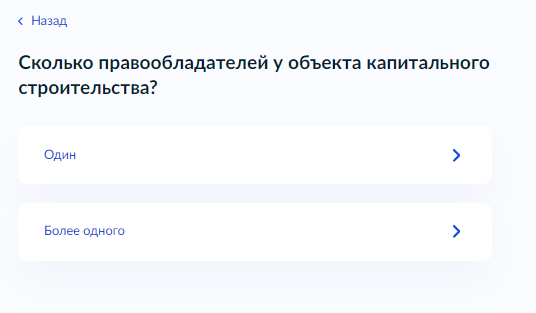 Назад
Сколько правообладателей у объекта капитального
строительства?
Один
Более одного